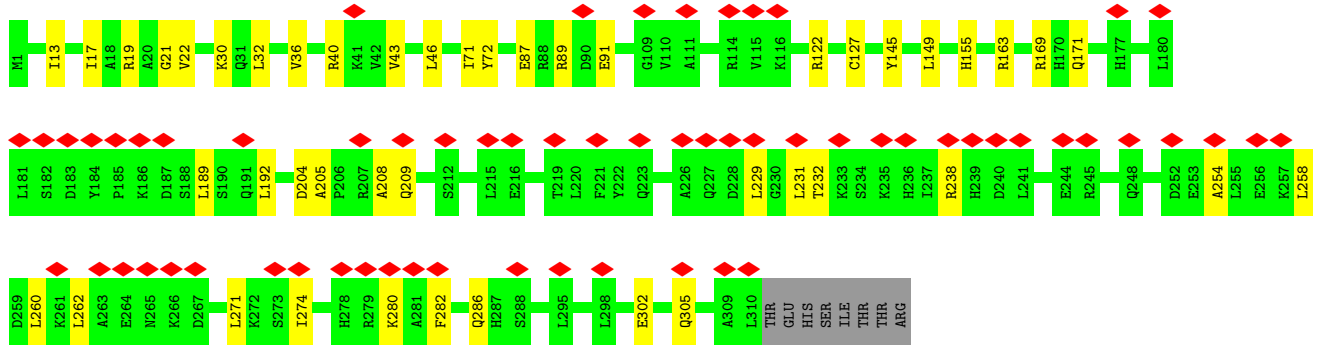 M1 I13 I17 A18 R19 A20 G21 V22 K30 Q31 L32 V36 R40 K41 V42 V43 L46 I71 Y72 E87 R88 R89 D90 E91 G109 V110 A111 R114 V115 K116 R122 C127 Y145 L149 H155 R163 R169 H170 Q171 H177 L180
L181 S182 D183 Y184 P185 K186 D187 S188 L189 S190 Q191 L192 D204 A205 P206 R207 A208 Q209 S212 L215 E216 T219 L220 F221 Y222 Q223 A226 Q227 D228 L229 G230 L231 T232 K233 S234 K235 H236 I237 R238 H239 D240 L241 E244 R245 Q248 D252 E253 A254 L255 E256 K257 L258
D259 L260 K261 L262 A263 E264 N265 K266 D267 L271 K272 S273 I274 H278 R279 K280 A281 F282 Q286 H287 S288 L295 L298 E302 Q305 A309 L310 THR GLU HIS SER ILE THR THR ARG